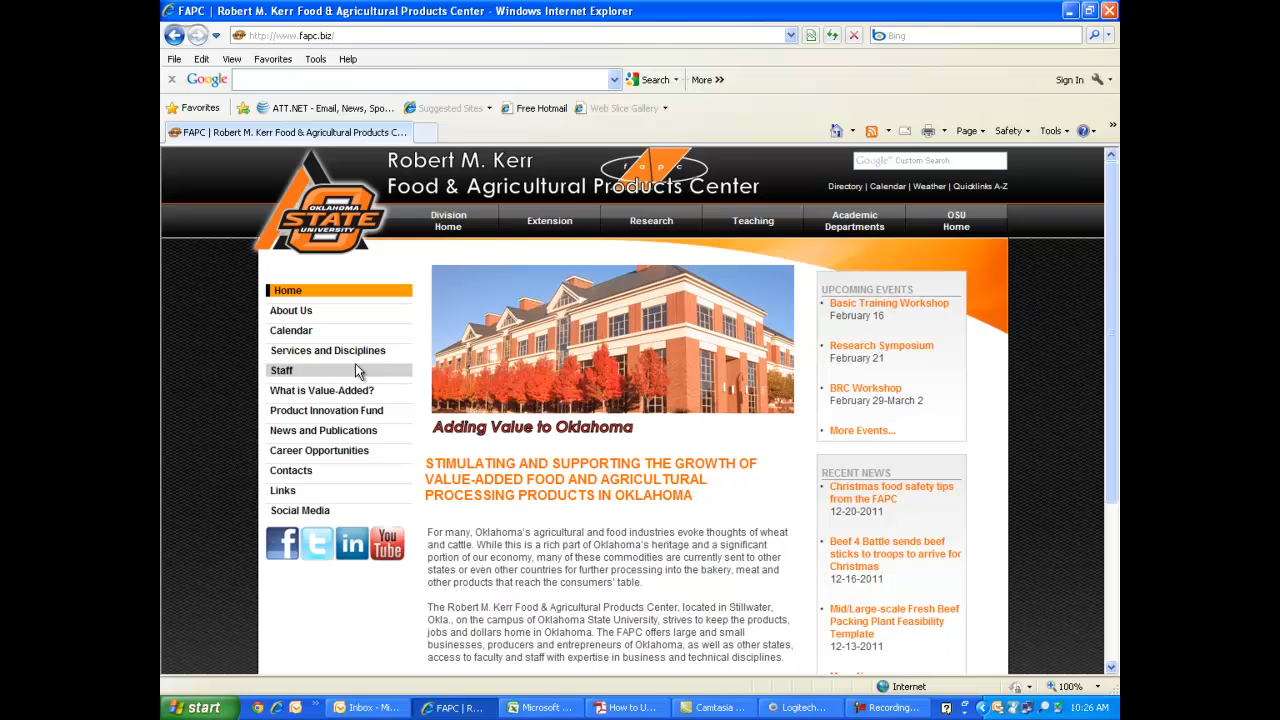 FAPC | Robert M. Kerr Food & Agricultural Products Center - Windows Internet Explorer
http://www.fapc.biz/
Bing
File Edit View Favorites Tools Help
Google Search More Sign In
Favorites ATT.NET - Email, News, Spo... Suggested Sites Free Hotmail Web Slice Gallery
FAPC | Robert M. Kerr Food & Agricultural Products C... Page Safety Tools
Robert M. Kerr
Food & Agricultural Products Center
f a p c
Google Custom Search
Directory | Calendar | Weather | Quicklinks A-Z
OKLAHOMA
STATE
UNIVERSITY
Division Home
Extension
Research
Teaching
Academic Departments
OSU Home
Home
About Us
Calendar
Services and Disciplines
Staff
What is Value-Added?
Product Innovation Fund
News and Publications
Career Opportunities
Contacts
Links
Social Media
f t in You Tube
Adding Value to Oklahoma
STIMULATING AND SUPPORTING THE GROWTH OF
VALUE-ADDED FOOD AND AGRICULTURAL
PROCESSING PRODUCTS IN OKLAHOMA
For many, Oklahoma's agricultural and food industries evoke thoughts of wheat
and cattle. While this is a rich part of Oklahoma's heritage and a significant
portion of our economy, many of these commodities are currently sent to other
states or even other countries for further processing into the bakery, meat and
other products that reach the consumers' table.
The Robert M. Kerr Food & Agricultural Products Center, located in Stillwater,
Okla., on the campus of Oklahoma State University, strives to keep the products,
jobs and dollars home in Oklahoma. The FAPC offers large and small
businesses, producers and entrepreneurs of Oklahoma, as well as other states,
access to faculty and staff with expertise in business and technical disciplines.
UPCOMING EVENTS
Basic Training Workshop
February 16
Research Symposium
February 21
BRC Workshop
February 29-March 2
More Events...
RECENT NEWS
Christmas food safety tips
from the FAPC
12-20-2011
Beef 4 Battle sends beef
sticks to troops to arrive for
Christmas
12-16-2011
Mid/Large-scale Fresh Beef
Packing Plant Feasibility
Template
12-13-2011
Internet 100%
start Inbox - Mi... FAPC | R... Microsoft ... How to U... Camtasia ... Logitech... Recording... 10:26 AM